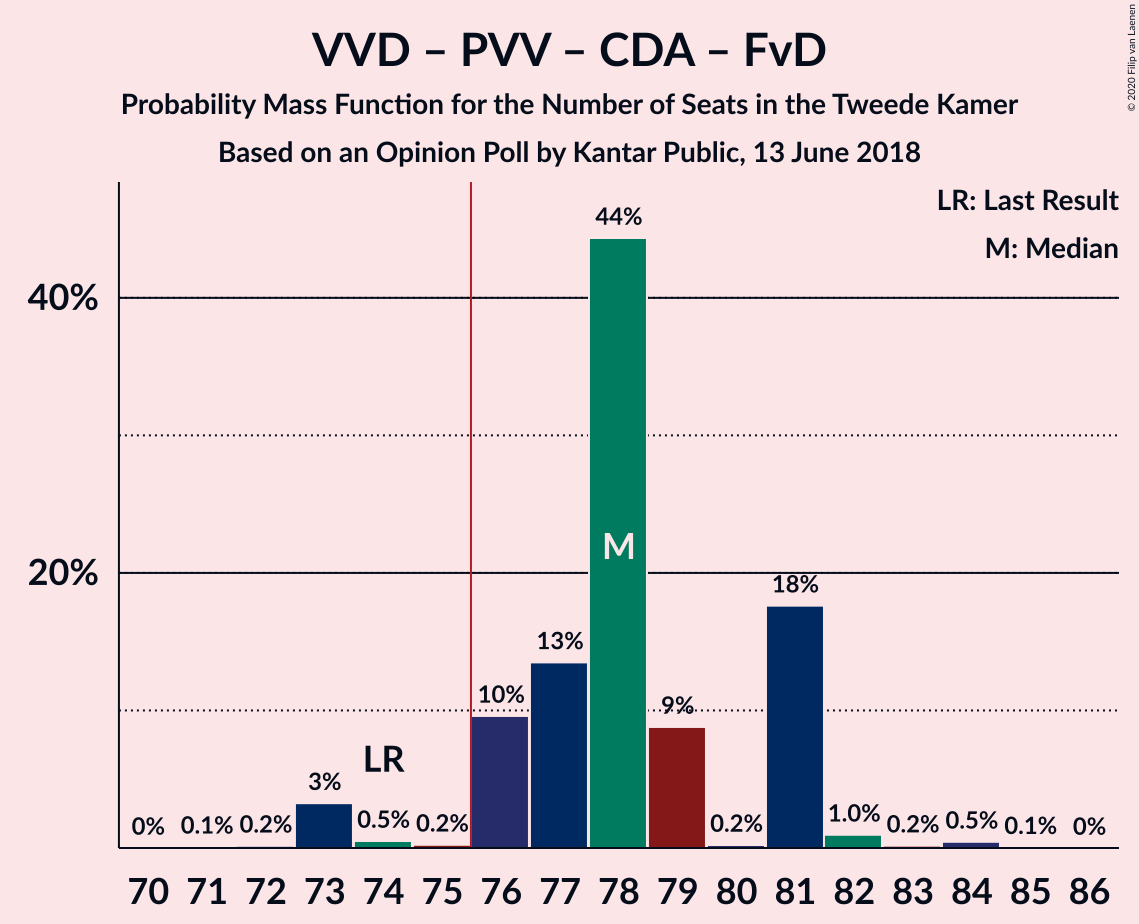 VVD – PVV – CDA – FvD
Probability Mass Function for the Number of Seats in the Tweede Kamer
Based on an Opinion Poll by Kantar Public, 13 June 2018
© 2020 Filip van Laenen
LR: Last Result
M: Median
44%
40%
M
20%
18%
13%
10%
9%
LR
3%
0% 0.1% 0.2% 0.5% 0.2% 0.2% 1.0% 0.2% 0.5% 0.1% 0%
70 71 72 73 74 75 76 77 78 79 80 81 82 83 84 85 86